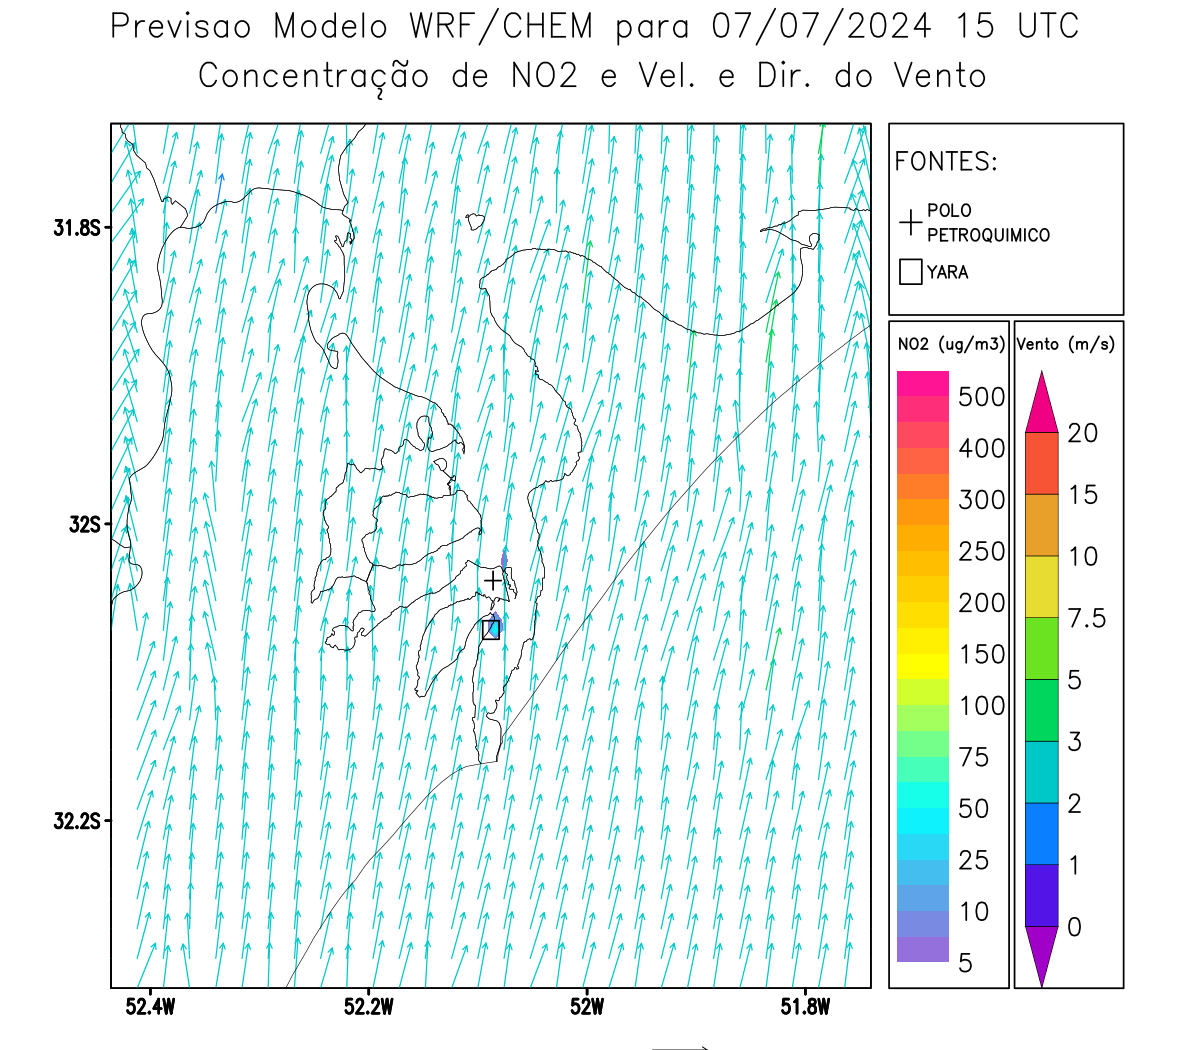 Previsao Modelo WRF/CHEM para 07/07/2024 15 UTC
Concentração de NO2 e Vel. e Dir. do Vento
FONTES:
POLO
PETROQUIMICO
YARA
NO2 (ug/m3)
500
400
300
250
200
150
100
75
50
25
10
5
Vento (m/s)
20
15
10
7.5
5
3
2
1
0
31.8S
32S
32.2S
52.4W
52.2W
52W
51.8W